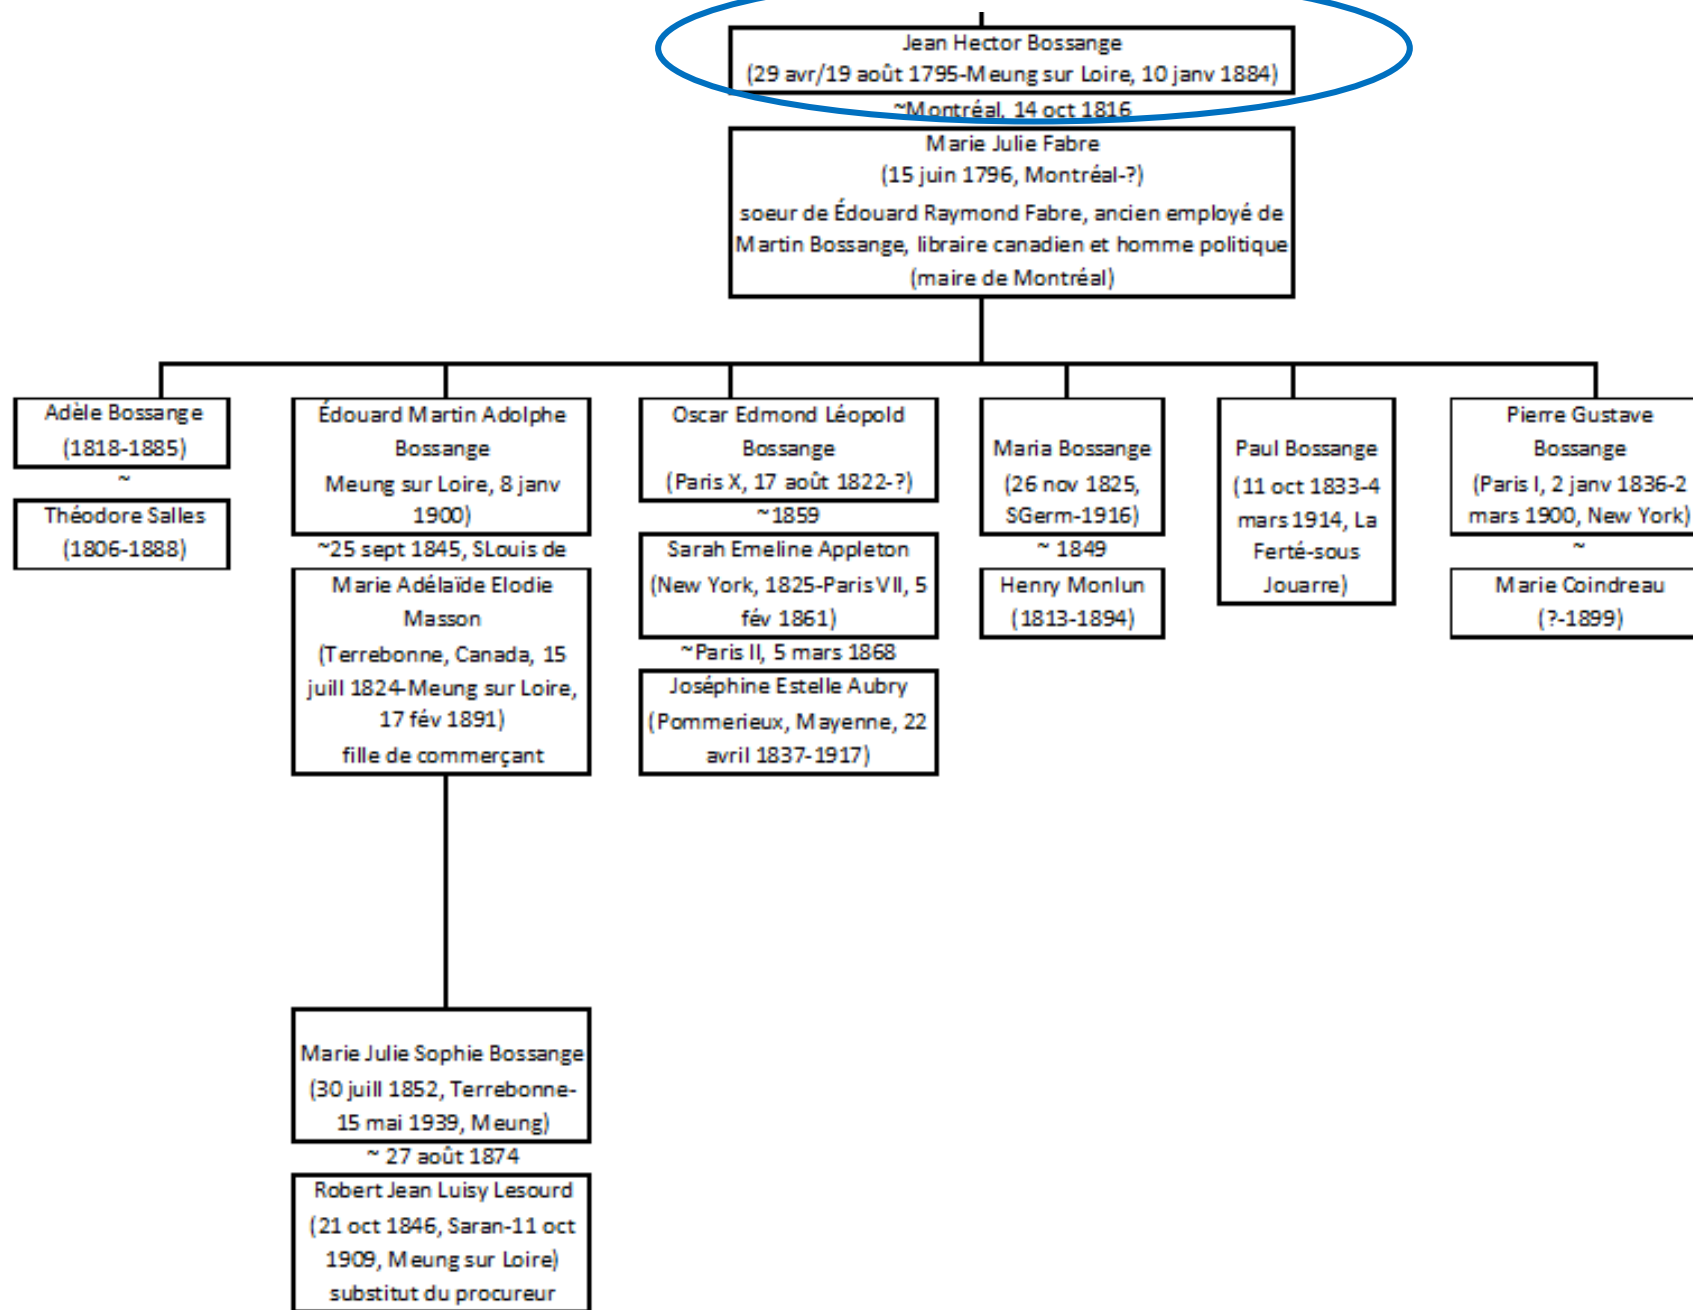 Jean Hector Bossange
(29 avr/19 août 1795-Meung sur Loire, 10 janv 1884)
~Montréal, 14 oct 1816
Marie Julie Fabre
(15 juin 1796, Montréal-?)
soeur de Édouard Raymond Fabre, ancien employé de
Martin Bossange, libraire canadien et homme politique
(maire de Montréal)
Adèle Bossange
(1818-1885)
~
Théodore Salles
(1806-1888)
Édouard Martin Adolphe
Bossange
Meung sur Loire, 8 janv
1900)
~25 sept 1845, SLouis de
Marie Adélaïde Elodie
Masson
(Terrebonne, Canada, 15
juill 1824-Meung sur Loire,
17 fév 1891)
fille de commerçant
Oscar Edmond Léopold
Bossange
(Paris X, 17 août 1822-?)
~1859
Sarah Emeline Appleton
(New York, 1825-Paris VII, 5
fév 1861)
~Paris II, 5 mars 1868
Joséphine Estelle Aubry
(Pommerieux, Mayenne, 22
avril 1837-1917)
Maria Bossange
(26 nov 1825,
SGerm-1916)
~ 1849
Henry Monlun
(1813-1894)
Paul Bossange
(11 oct 1833-4
mars 1914, La
Ferté-sous
Jouarre)
Pierre Gustave
Bossange
(Paris I, 2 janv 1836-2
mars 1900, New York)
~
Marie Coindreau
(?-1899)
Marie Julie Sophie Bossange
(30 juill 1852, Terrebonne-
15 mai 1939, Meung)
~ 27 août 1874
Robert Jean Luisy Lesourd
(21 oct 1846, Saran-11 oct
1909, Meung sur Loire)
substitut du procureur